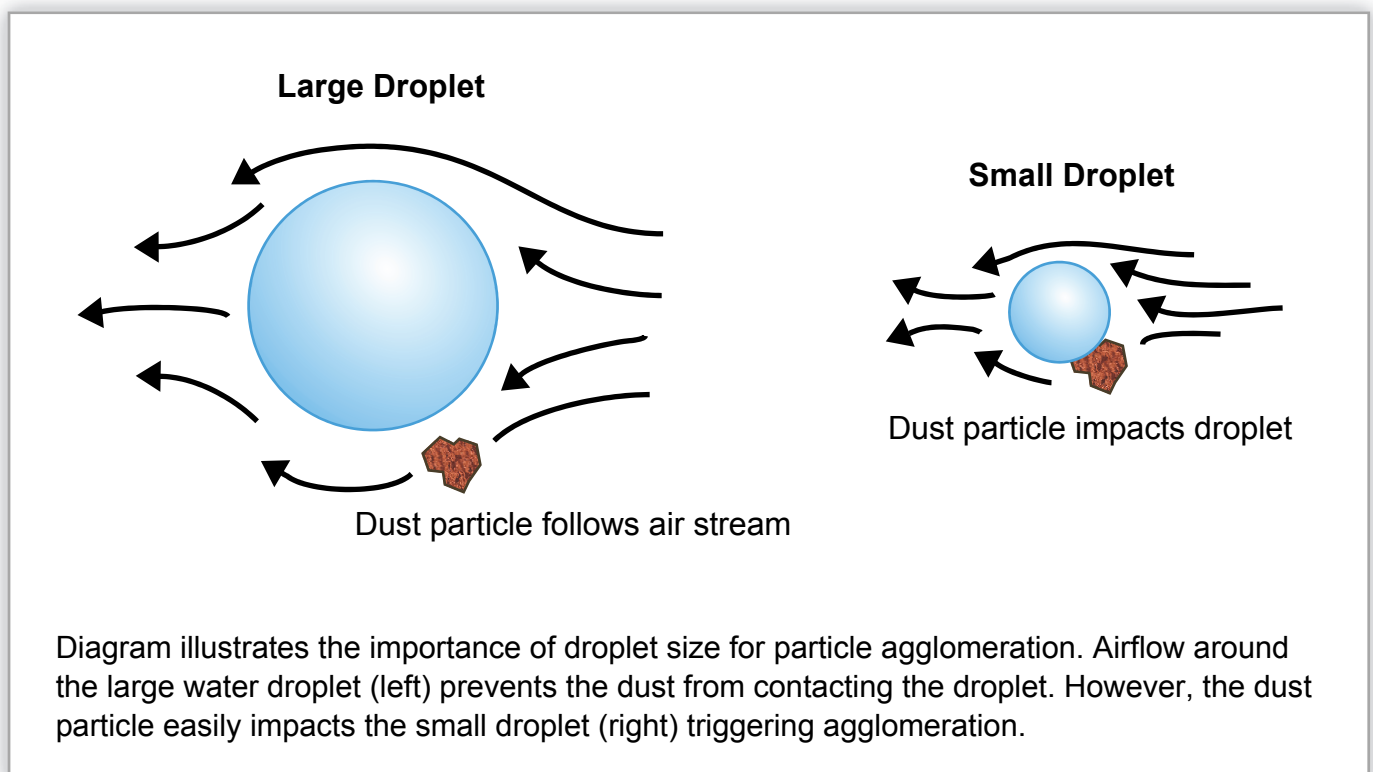 Large Droplet
Small Droplet
Dust particle impacts droplet
Dust particle follows air stream
Diagram illustrates the importance of droplet size for particle agglomeration. Airflow around
the large water droplet (left) prevents the dust from contacting the droplet. However, the dust
particle easily impacts the small droplet (right) triggering agglomeration.